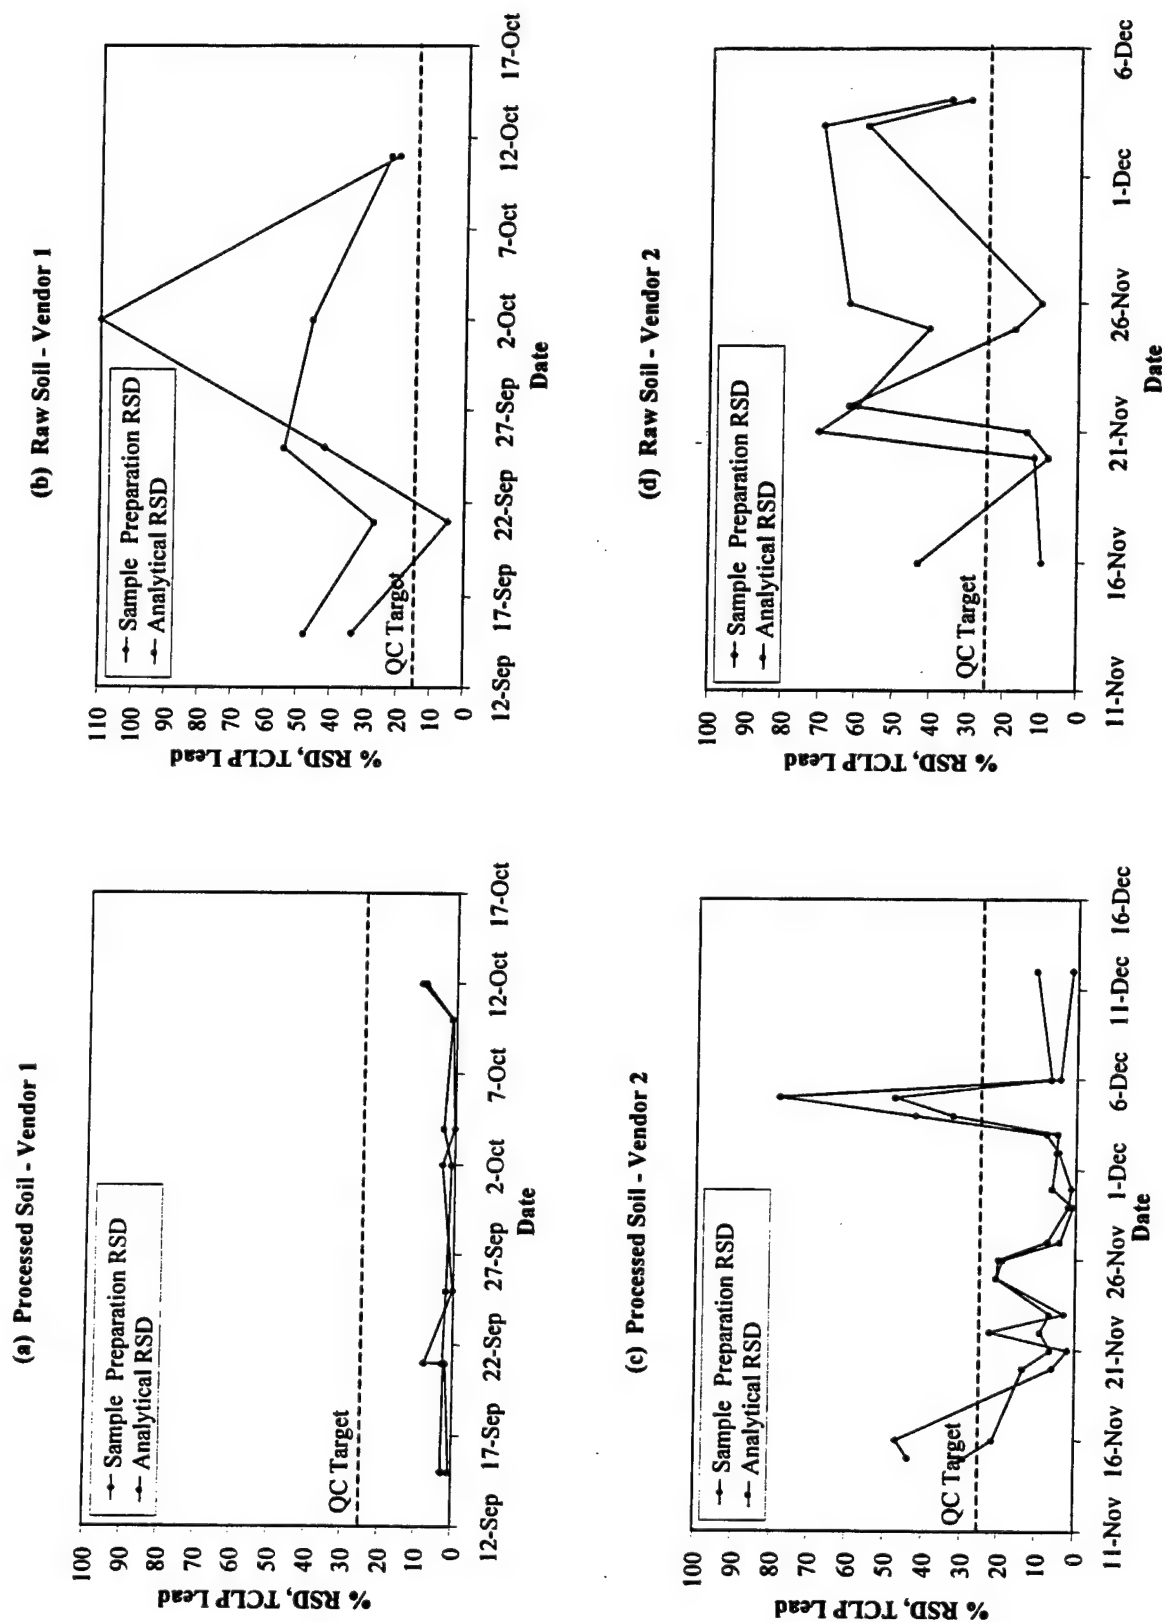 (a) Processed Soil - Vendor 1
% RSD, TCLP Lead
100
90
80
70
60
50
40
30
20
10
0
Sample Preparation RSD
Analytical RSD
QC Target
12-Sep 17-Sep 22-Sep 27-Sep 2-Oct 7-Oct 12-Oct 17-Oct
Date
(b) Raw Soil - Vendor 1
% RSD, TCLP Lead
110
100
90
80
70
60
50
40
30
20
10
0
Sample Preparation RSD
Analytical RSD
QC Target
12-Sep 17-Sep 22-Sep 27-Sep 2-Oct 7-Oct 12-Oct 17-Oct
Date
(c) Processed Soil - Vendor 2
% RSD, TCLP Lead
100
90
80
70
60
50
40
30
20
10
0
Sample Preparation RSD
Analytical RSD
QC Target
11-Nov 16-Nov 21-Nov 26-Nov 1-Dec 6-Dec 11-Dec 16-Dec
Date
(d) Raw Soil - Vendor 2
% RSD, TCLP Lead
100
90
80
70
60
50
40
30
20
10
0
Sample Preparation RSD
Analytical RSD
QC Target
11-Nov 16-Nov 21-Nov 26-Nov 1-Dec 6-Dec
Date